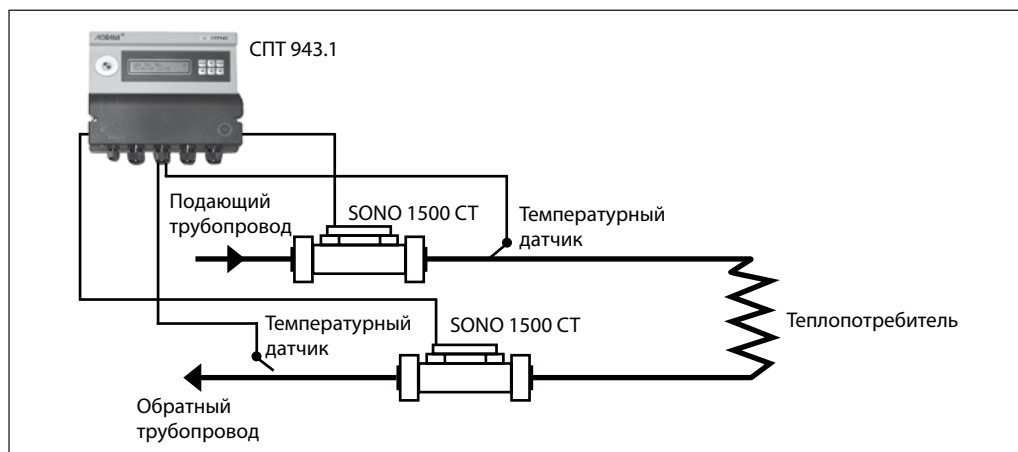 ЛОГИКА
СПТ 943.1
Подающий
трубопровод
SONO 1500 CT
Температурный
датчик
Температурный
датчик
SONO 1500 CT
Теплопотребитель
Обратный
трубопровод